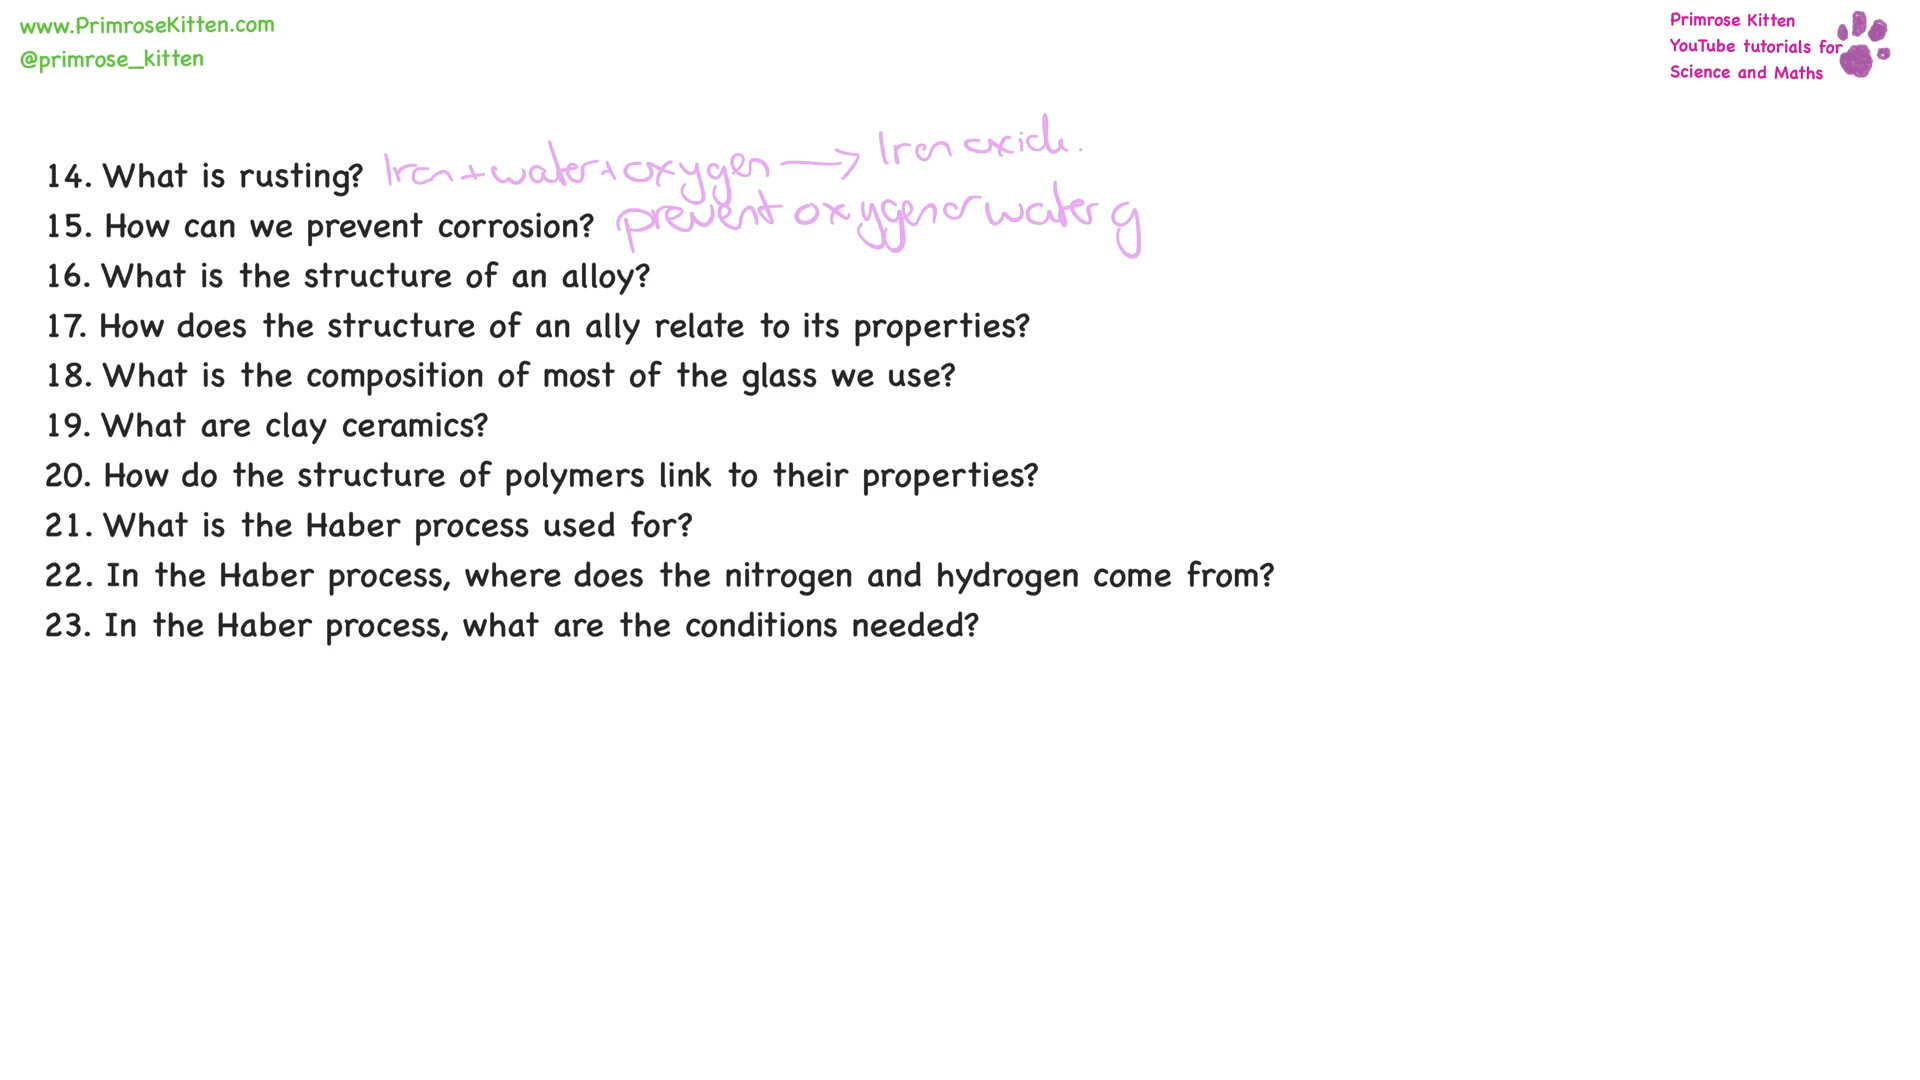 www.PrimroseKitten.com
@primrose_kitten
Primrose Kitten
YouTube tutorials for
Science and Maths
14. What is rusting? Iron + water + oxygen → Iron oxide.
15. How can we prevent corrosion? prevent oxygen or water g
16. What is the structure of an alloy?
17. How does the structure of an ally relate to its properties?
18. What is the composition of most of the glass we use?
19. What are clay ceramics?
20. How do the structure of polymers link to their properties?
21. What is the Haber process used for?
22. In the Haber process, where does the nitrogen and hydrogen come from?
23. In the Haber process, what are the conditions needed?